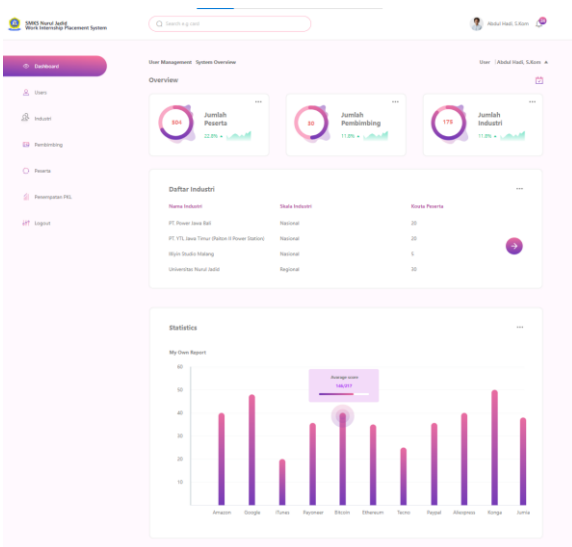 SMKS Nurul Jadid
Work Internship Placement System
Search e.g. card
Abdul Hadi, S.Kom
User Management System Overview
User Abdul Hadi, S.Kom
Overview
Dashboard
Users
Industri
Pembimbing
Peserta
Penempatan PKL
Logout
604
Jumlah
Peserta
22.8%
80
Jumlah
Pembimbing
11.8%
178
Jumlah
Industri
11.8%
Daftar Industri
Nama Industri Skala Industri Kuota Peserta
PT. Power Jawa Bali Nasional 20
PT. YTL Jawa Timur (Paiton II Power Station) Nasional 20
Wijin Studio Malang Nasional 5
Universitas Nurul Jadid Regional 30
Statistics
My Own Report
60
50
40
30
20
10
Average score
146/317
Amazon Google iTunes Payoneer Bitcoin Ethereum Tecno Paypal Aliexpress Konga Jumia